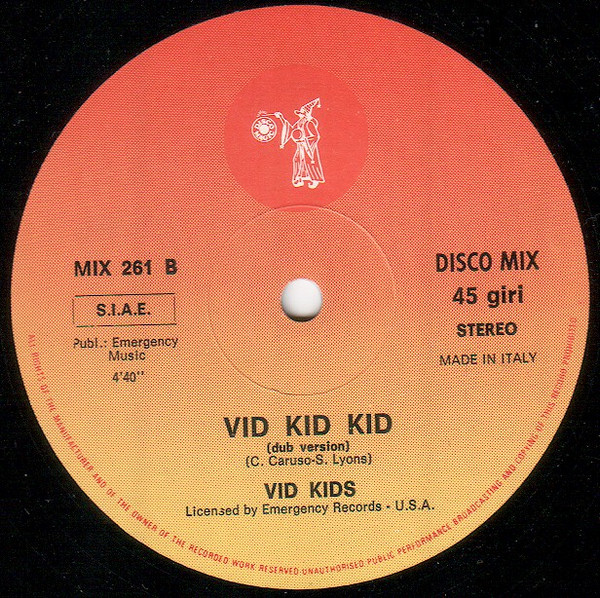 MIX 261 B
S.I.A.E.
Publ.: Emergency
Music
4'40"
DISCO MIX
45 giri
STEREO
MADE IN ITALY
VID KID KID
(dub version)
(C. Caruso-S. Lyons)
VID KIDS
Licensed by Emergency Records - U.S.A.
ALL RIGHTS OF THE MANUFACTURER AND OF THE OWNER OF THE RECORDED WORK RESERVED UNAUTHORISED PUBLIC PERFORMANCE BROADCASTING AND COPYING OF THIS RECORD PROHIBITED